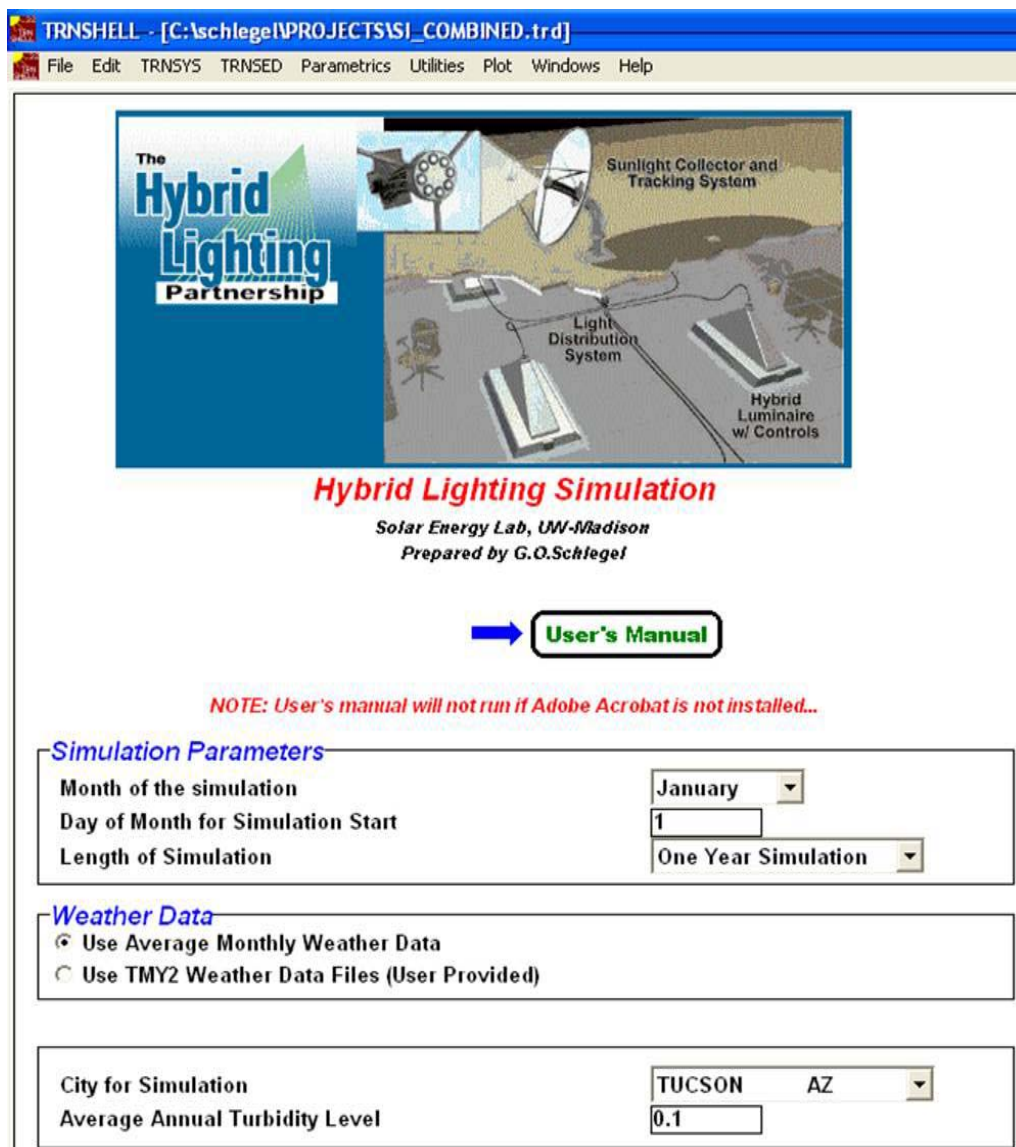 TRNSHELL - [C:\schlegel\PROJECTS\SI_COMBINED.trd]
File Edit TRNSYS TRNSED Parametrics Utilities Plot Windows Help
The
Hybrid
Lighting
Partnership
Sunlight Collector and
Tracking System
Light
Distribution
System
Hybrid
Luminaire
w/ Controls
Hybrid Lighting Simulation
Solar Energy Lab, UW-Madison
Prepared by G.O.Schlegel
User's Manual
NOTE: User's manual will not run if Adobe Acrobat is not installed...
Simulation Parameters
Month of the simulation January
Day of Month for Simulation Start 1
Length of Simulation One Year Simulation
Weather Data
Use Average Monthly Weather Data
Use TMY2 Weather Data Files (User Provided)
City for Simulation TUCSON AZ
Average Annual Turbidity Level 0.1